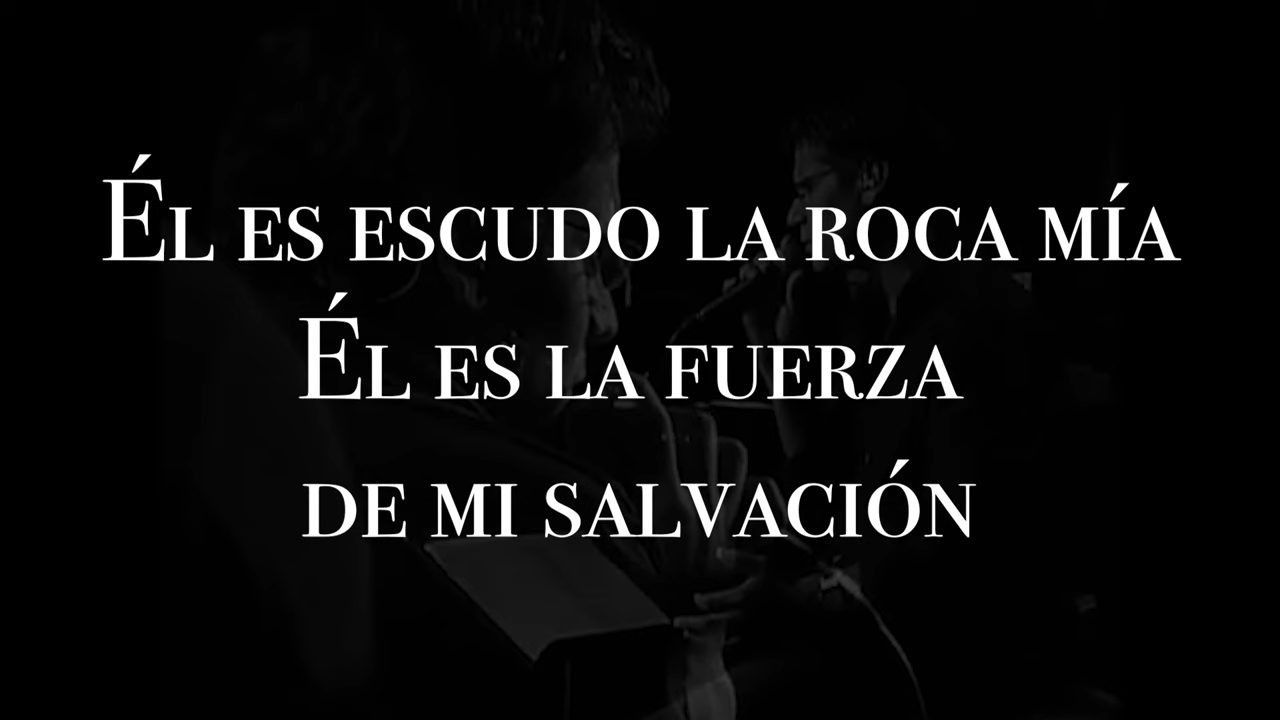 Él es escudo la roca mía
Él es la fuerza
de mi salvación